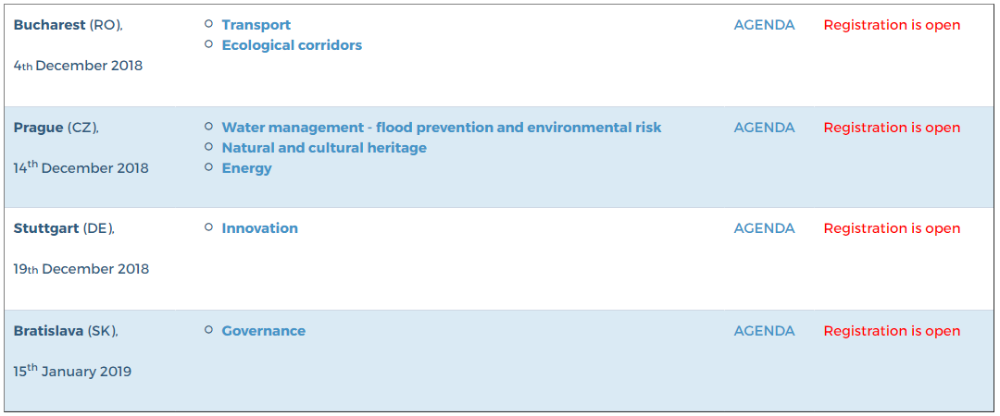 Bucharest (RO), Transport AGENDA Registration is open
Ecological corridors
4th December 2018
Prague (CZ), Water management - flood prevention and environmental risk AGENDA Registration is open
Natural and cultural heritage
14th December 2018 Energy
Stuttgart (DE), Innovation AGENDA Registration is open
19th December 2018
Bratislava (SK), Governance AGENDA Registration is open
15th January 2019